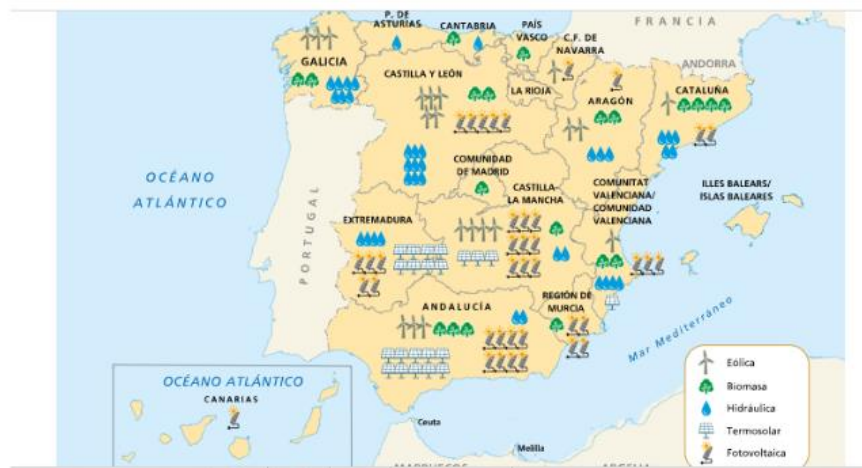 P. DE
ASTURIAS
CANTABRIA
PAÍS
VASCO
C.F. DE
NAVARRA
FRANCIA
ANDORRA
GALICIA
CASTILLA Y LEÓN
LA RIOJA
ARAGÓN
CATALUÑA
OCÉANO
ATLÁNTICO
PORTUGAL
COMUNIDAD
DE MADRID
CASTILLA-
LA MANCHA
COMUNITAT
VALENCIANA/
COMUNIDAD
VALENCIANA
ILLES BALEARS/
ISLAS BALEARES
EXTREMADURA
ANDALUCÍA
REGIÓN DE
MURCIA
Mar Mediterráneo
OCÉANO ATLÁNTICO
CANARIAS
Ceuta
Melilla
MARRUECOS
ARGELIA
Eólica
Biomasa
Hidráulica
Termosolar
Fotovoltaica